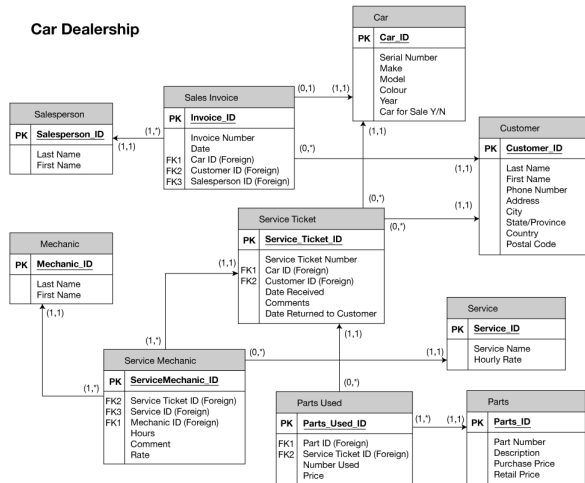 Car Dealership
Car
PK Car_ID
Serial Number
Make
Model
Colour
Year
Car for Sale Y/N
(0,1)
(1,1)
Sales Invoice
PK Invoice_ID
Invoice Number
Date
FK1 Car ID (Foreign)
FK2 Customer ID (Foreign)
FK3 Salesperson ID (Foreign)
Salesperson
PK Salesperson_ID
Last Name
First Name
(1,*)
(1,1)
(1,1)
(0,*)
Customer
PK Customer_ID
Last Name
First Name
Phone Number
Address
City
State/Province
Country
Postal Code
(1,1)
(0,*)
(0,*)
(1,1)
Service Ticket
PK Service_Ticket_ID
Service Ticket Number
FK1 Car ID (Foreign)
FK2 Customer ID (Foreign)
Date Received
Comments
Date Returned to Customer
Mechanic
PK Mechanic_ID
Last Name
First Name
(1,1)
(1,1)
(1,1)
Service
PK Service_ID
Service Name
Hourly Rate
(1,*)
(0,*)
(1,1)
(1,*)
(0,*)
Service Mechanic
PK ServiceMechanic_ID
FK2 Service Ticket ID (Foreign)
FK3 Service ID (Foreign)
FK1 Mechanic ID (Foreign)
Hours
Comment
Rate
Parts Used
PK Parts_Used_ID
FK1 Part ID (Foreign)
FK2 Service Ticket ID (Foreign)
Number Used
Price
(1,*)
(1,1)
Parts
PK Parts_ID
Part Number
Description
Purchase Price
Retail Price